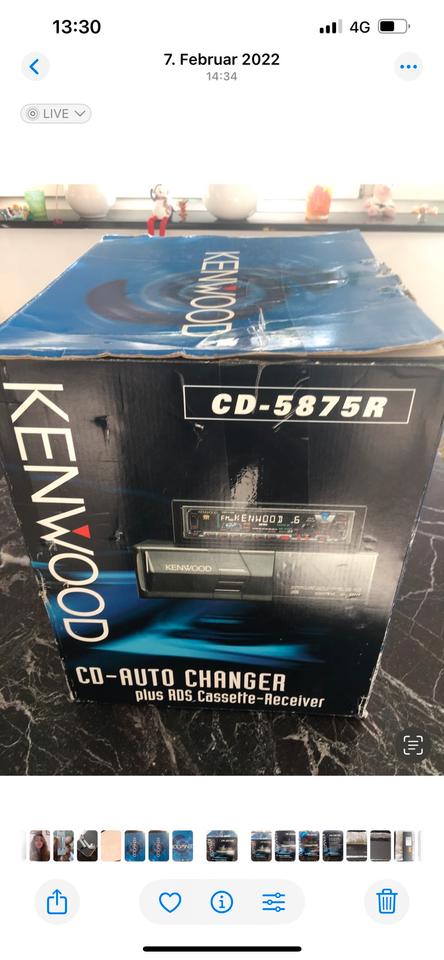 13:30
4G
7. Februar 2022
14:34
LIVE
KENWOOD
CD-5875R
KENWOOD
KENWOOD
KENWOOD
CD-AUTO CHANGER
plus RDS Cassette-Receiver